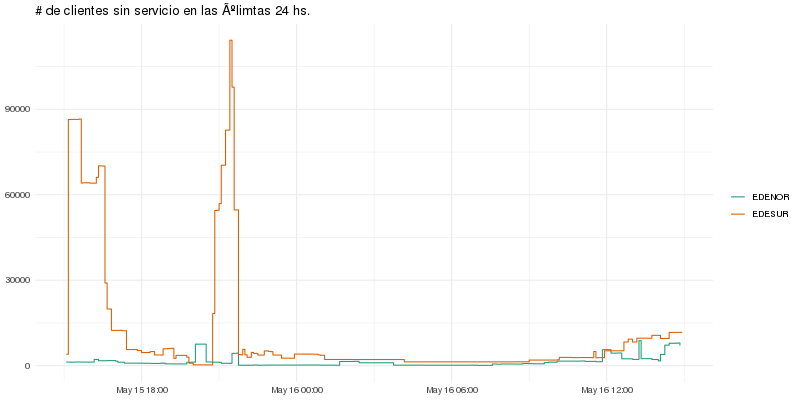 # de clientes sin servicio en las Ãºlimtas 24 hs.
90000
60000
30000
0
May 15 18:00
May 16 00:00
May 16 06:00
May 16 12:00
EDENOR
EDESUR